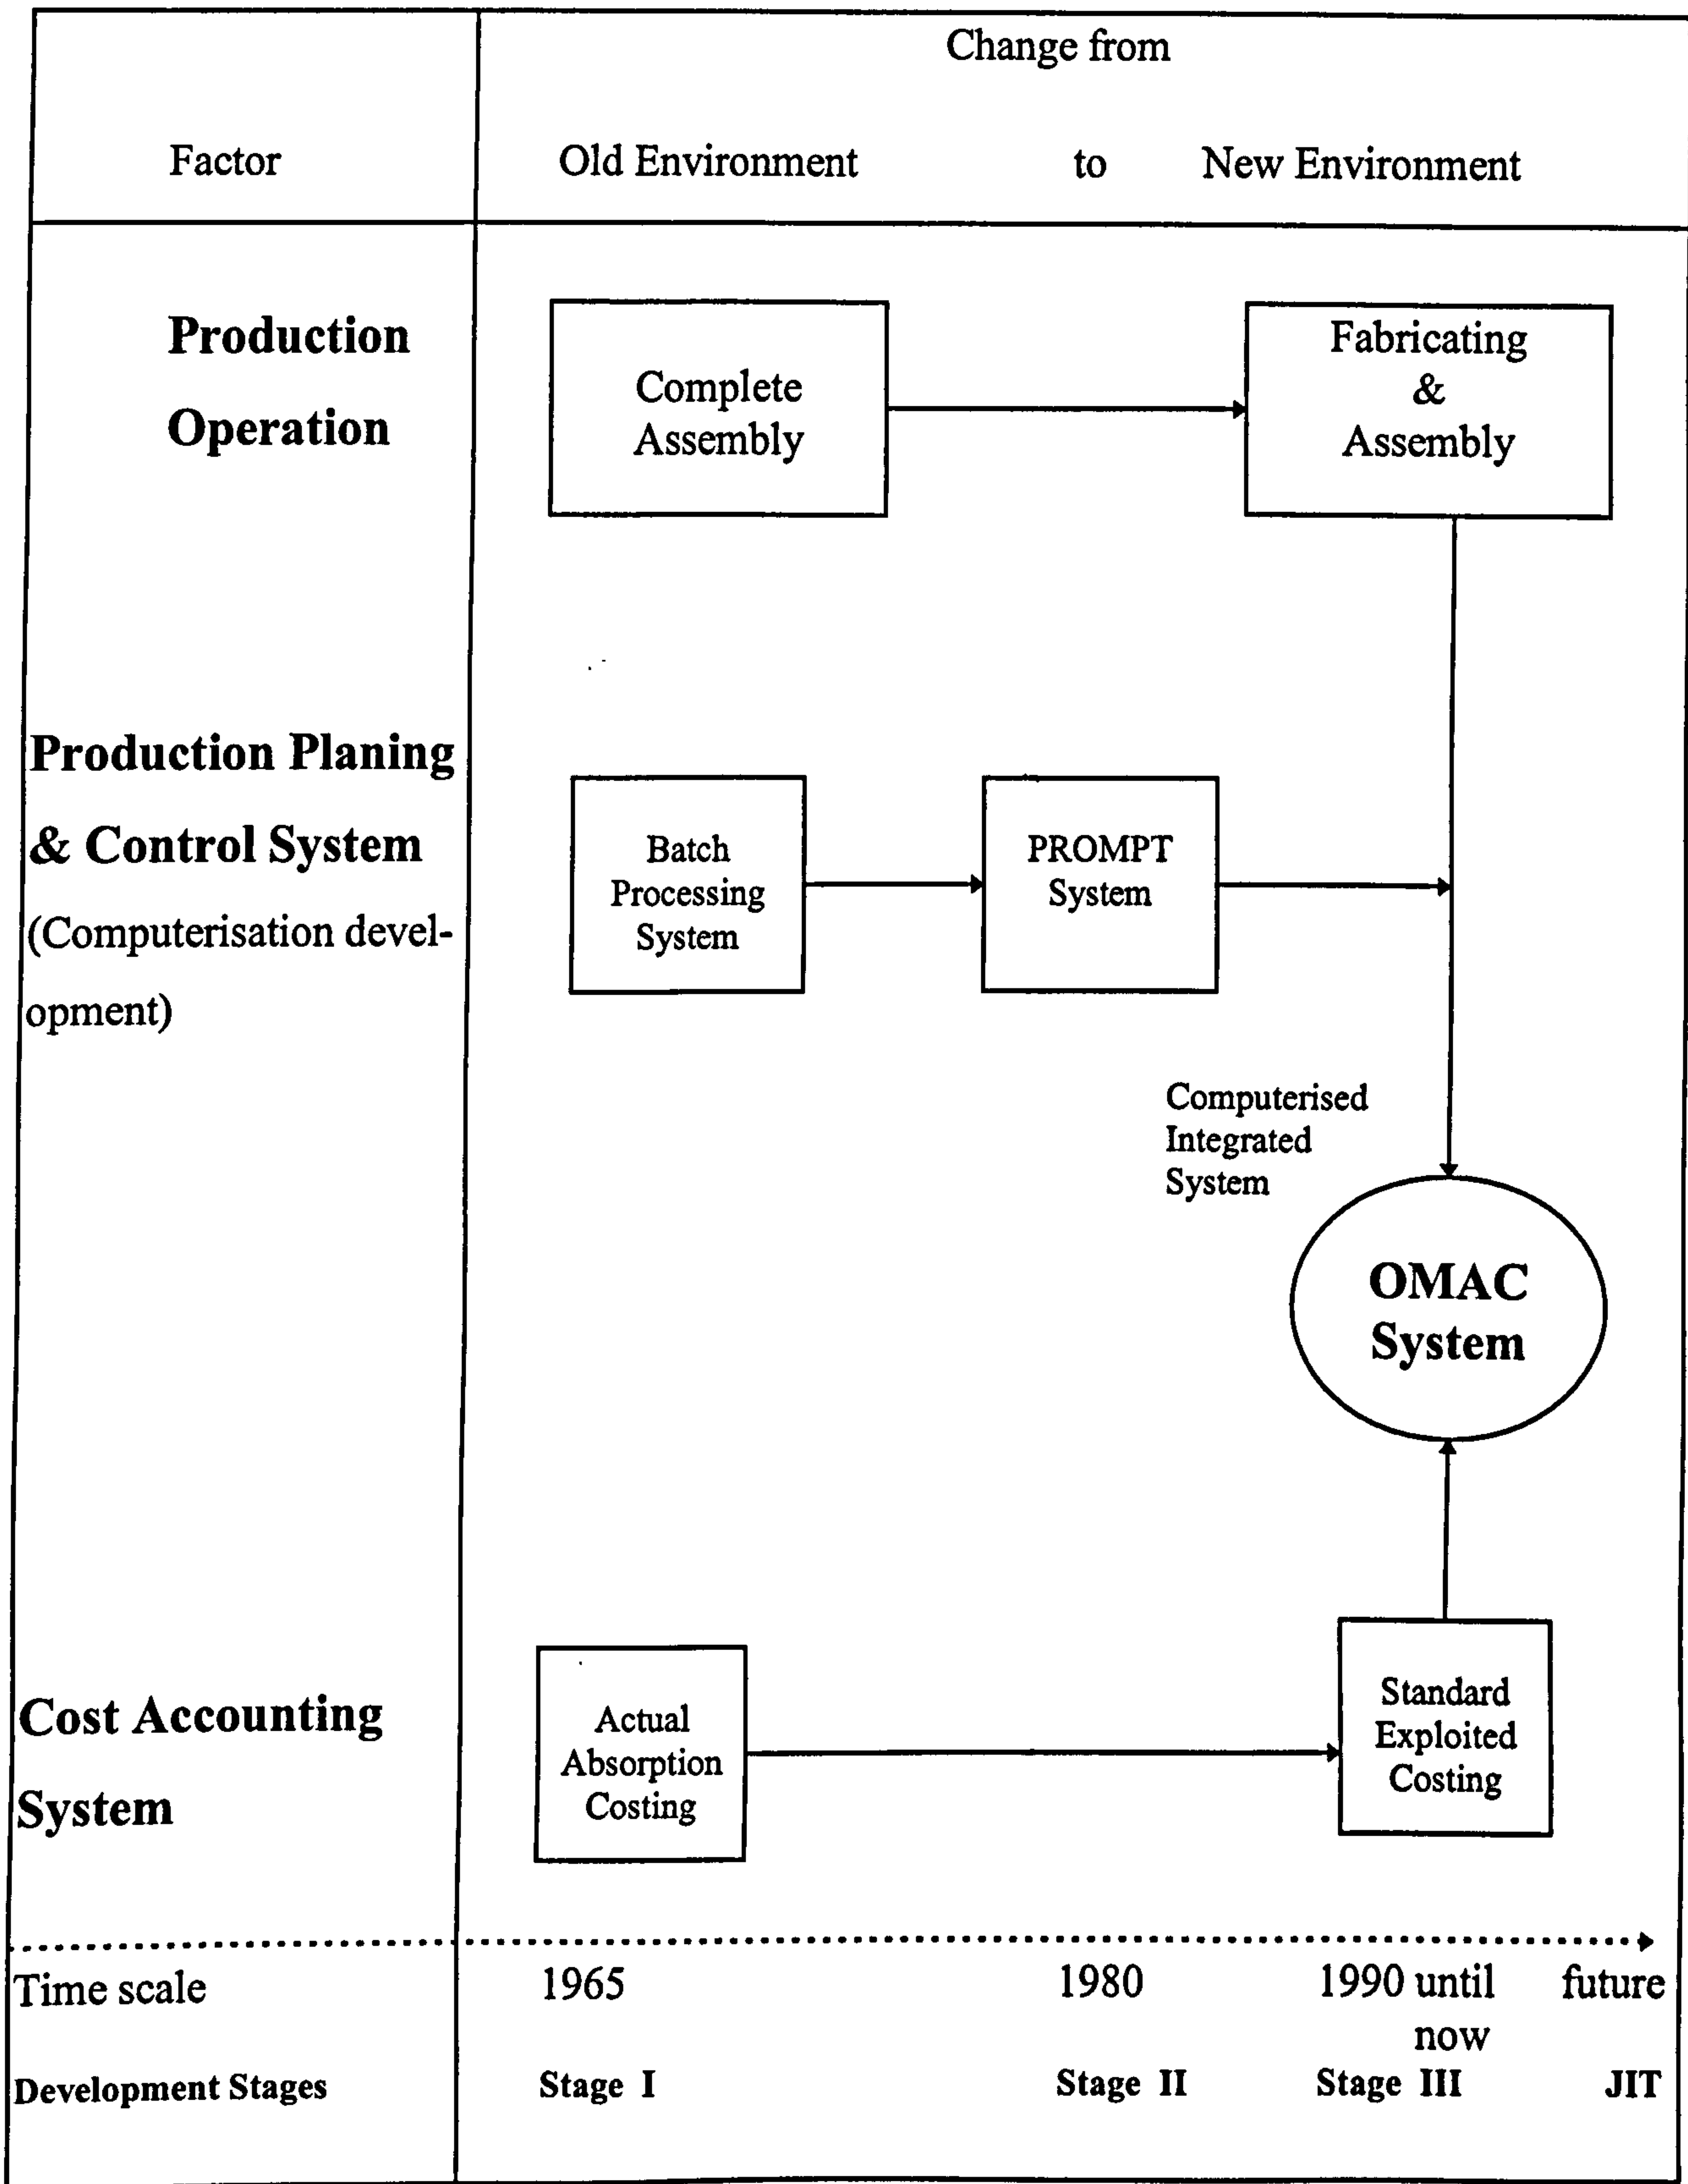 Change from
Factor
Old Environment to New Environment
Production
Operation
Complete
Assembly
Fabricating
&
Assembly
Production Planing
& Control System
(Computerisation devel-
opment)
Batch
Processing
System
PROMPT
System
Computerised
Integrated
System
OMAC
System
Cost Accounting
System
Actual
Absorption
Costing
Standard
Exploited
Costing
Time scale 1965 1980 1990 until future
now
Development Stages Stage I Stage II Stage III JIT